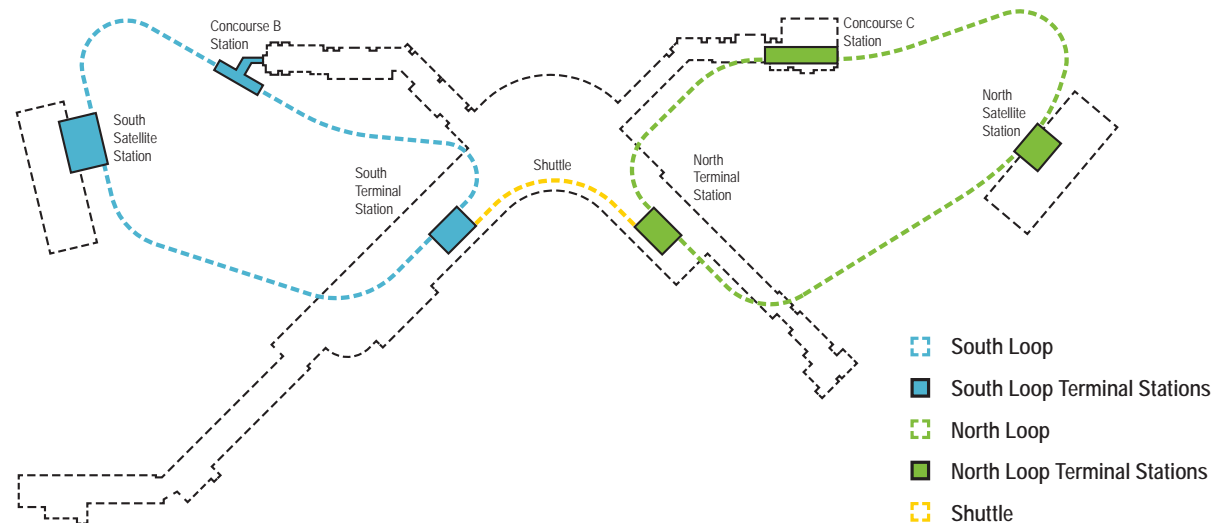 Concourse B
Station
Concourse C
Station
South
Satellite
Station
North
Satellite
Station
South
Terminal
Station
Shuttle
North
Terminal
Station
South Loop
South Loop Terminal Stations
North Loop
North Loop Terminal Stations
Shuttle